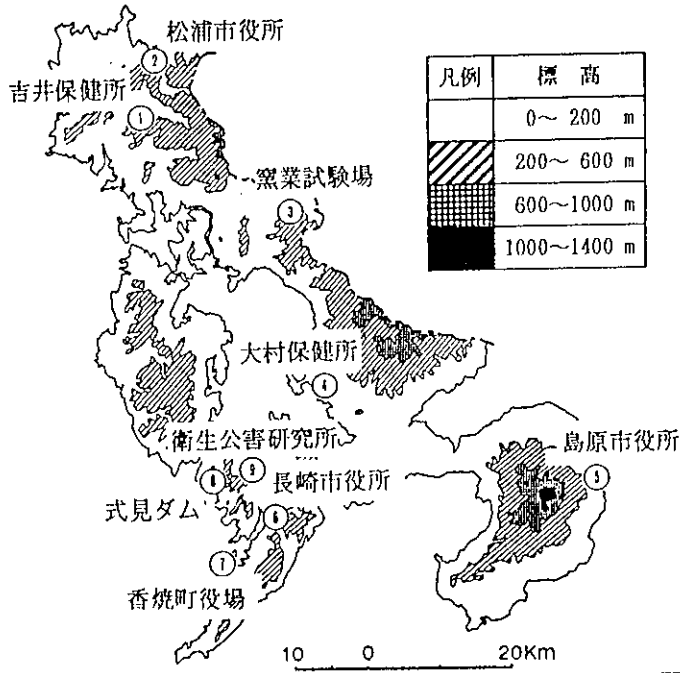 松浦市役所
②
吉井保健所
①
窯業試験場
③
大村保健所
④
衛生公害研究所
⑨
⑧
長崎市役所
島原市役所
⑤
式見ダム
⑥
⑦
香焼町役場
凡例 標高
0～ 200 m
200～ 600 m
600～1000 m
1000～1400 m
10 0 20Km